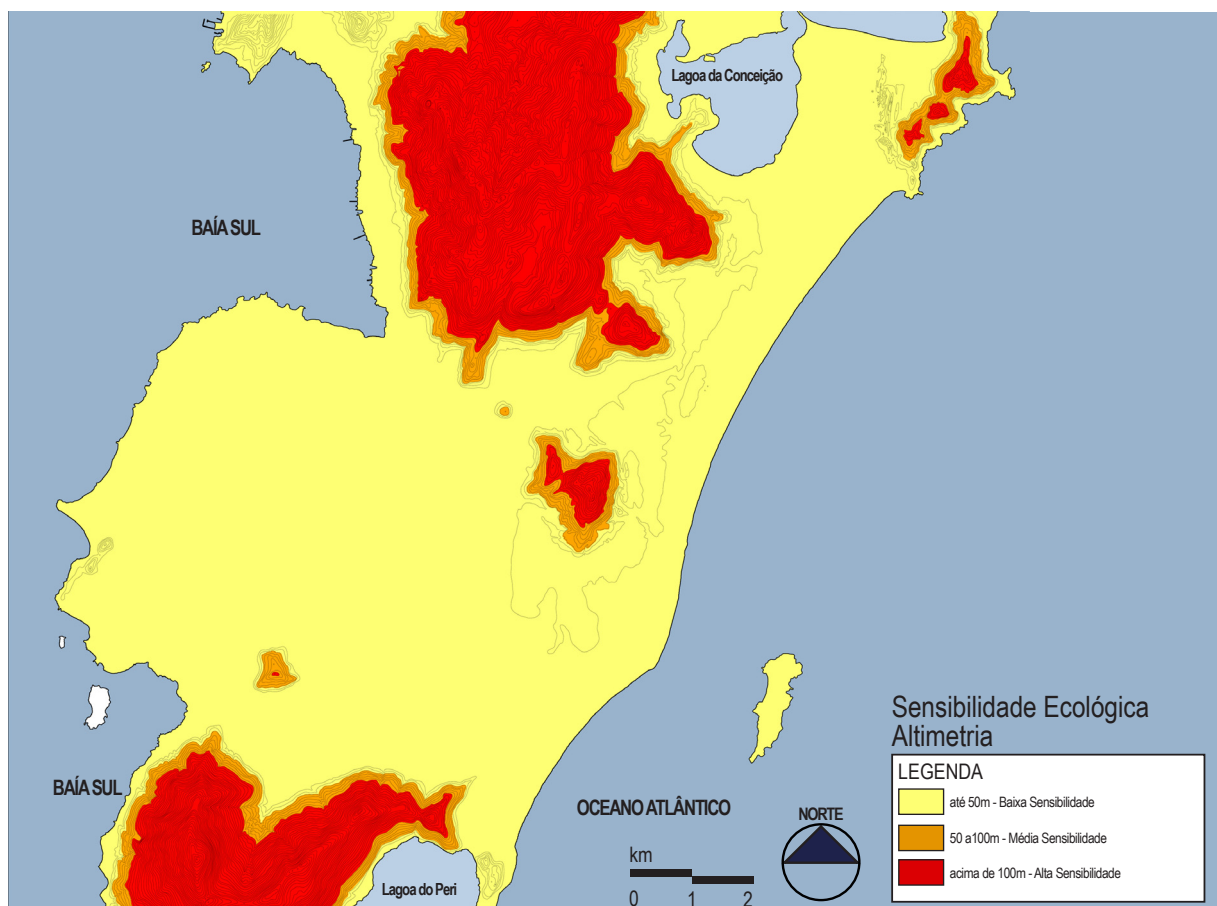 Lagoa da Conceição
BAÍA SUL
BAÍA SUL
OCEANO ATLÂNTICO
Lagoa do Peri
km
0 1 2
NORTE
Sensibilidade Ecológica
Altimetria
LEGENDA
até 50m - Baixa Sensibilidade
50 a100m - Média Sensibilidade
acima de 100m - Alta Sensibilidade